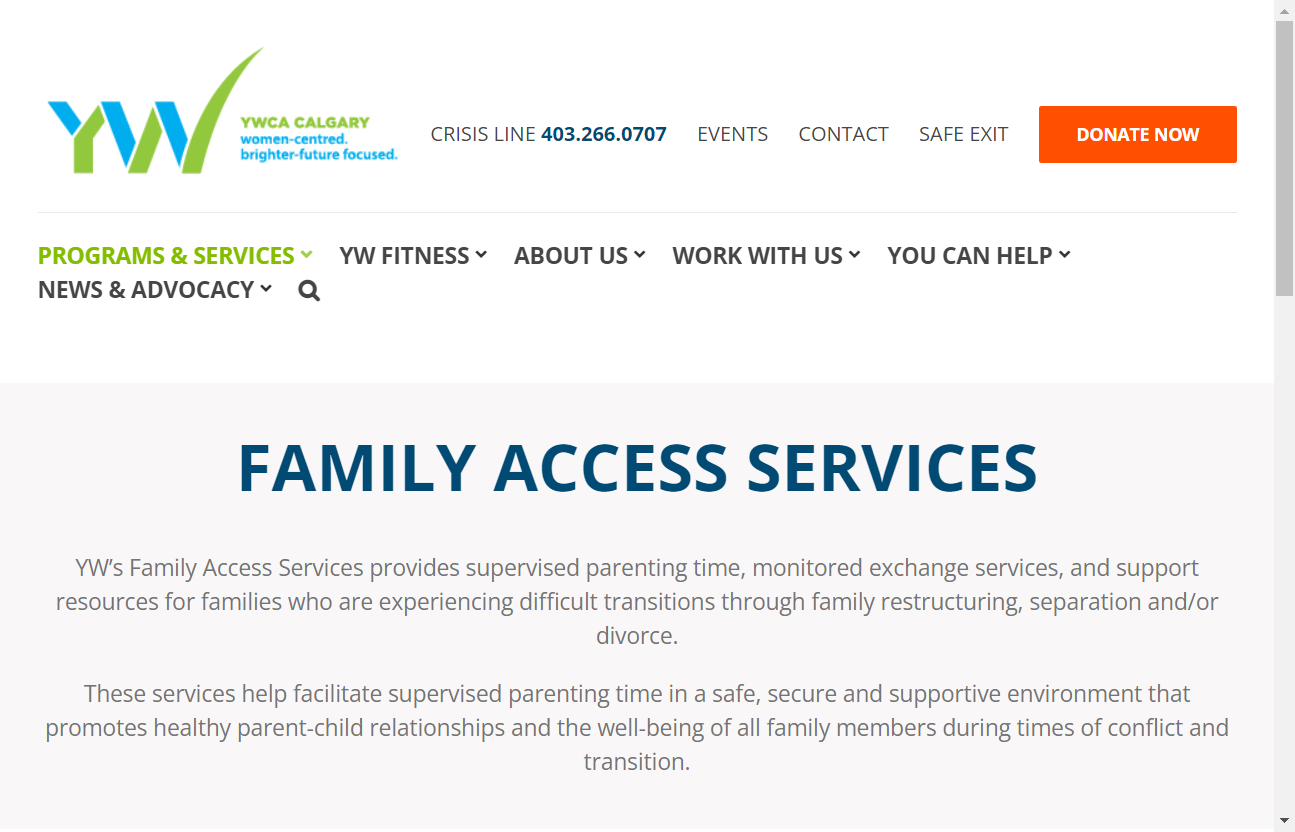 YW
YWCA CALGARY
women-centred.
brighter-future focused.
CRISIS LINE 403.266.0707 EVENTS CONTACT SAFE EXIT DONATE NOW
PROGRAMS & SERVICES YW FITNESS ABOUT US WORK WITH US YOU CAN HELP
NEWS & ADVOCACY
FAMILY ACCESS SERVICES
YW’s Family Access Services provides supervised parenting time, monitored exchange services, and support
resources for families who are experiencing difficult transitions through family restructuring, separation and/or
divorce.
These services help facilitate supervised parenting time in a safe, secure and supportive environment that
promotes healthy parent-child relationships and the well-being of all family members during times of conflict and
transition.